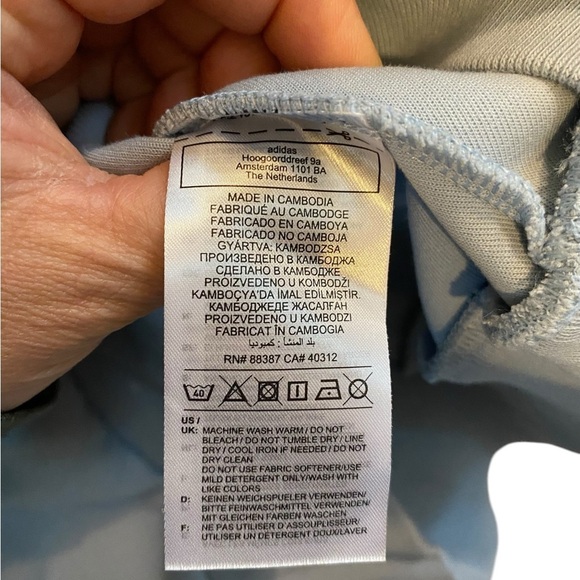 adidas
Hoogoorddreef 9a
Amsterdam 1101 BA
The Netherlands
MADE IN CAMBODIA
FABRIQUÉ AU CAMBODGE
FABRICADO EN CAMBOYA
FABRICADO NO CAMBOJA
GYÁRTVA: KAMBODZSA
ПРОИЗВЕДЕНО В КАМБОДЖА
СДЕЛАНО В КАМБОДЖЕ
PROIZVEDENO U KOMBODŽI
KAMBOÇYA'DA İMAL EDİLMİŞTİR.
КАМБОДЖЕДЕ ЖАСАЛҒАН
PROIZVEDENO U KAMBODZI
FABRICAT ÎN CAMBOGIA
بلد المنشأ : كمبوديا
RN# 88387 CA# 40312
40
US /
UK: MACHINE WASH WARM / DO NOT
BLEACH / DO NOT TUMBLE DRY / LINE
DRY / COOL IRON IF NEEDED / DO NOT
DRY CLEAN
DO NOT USE FABRIC SOFTENER/USE
MILD DETERGENT ONLY/WASH WITH
LIKE COLORS
D: KEINEN WEICHSPUELER VERWENDEN/
BITTE FEINWASCHMITTEL VERWENDEN/
MIT GLEICHEN FARBEN WASCHEN
F: NE PAS UTILISER D'ASSOUPLISSEUR/
UTILISER UN DETERGENT DOUX/LAVER